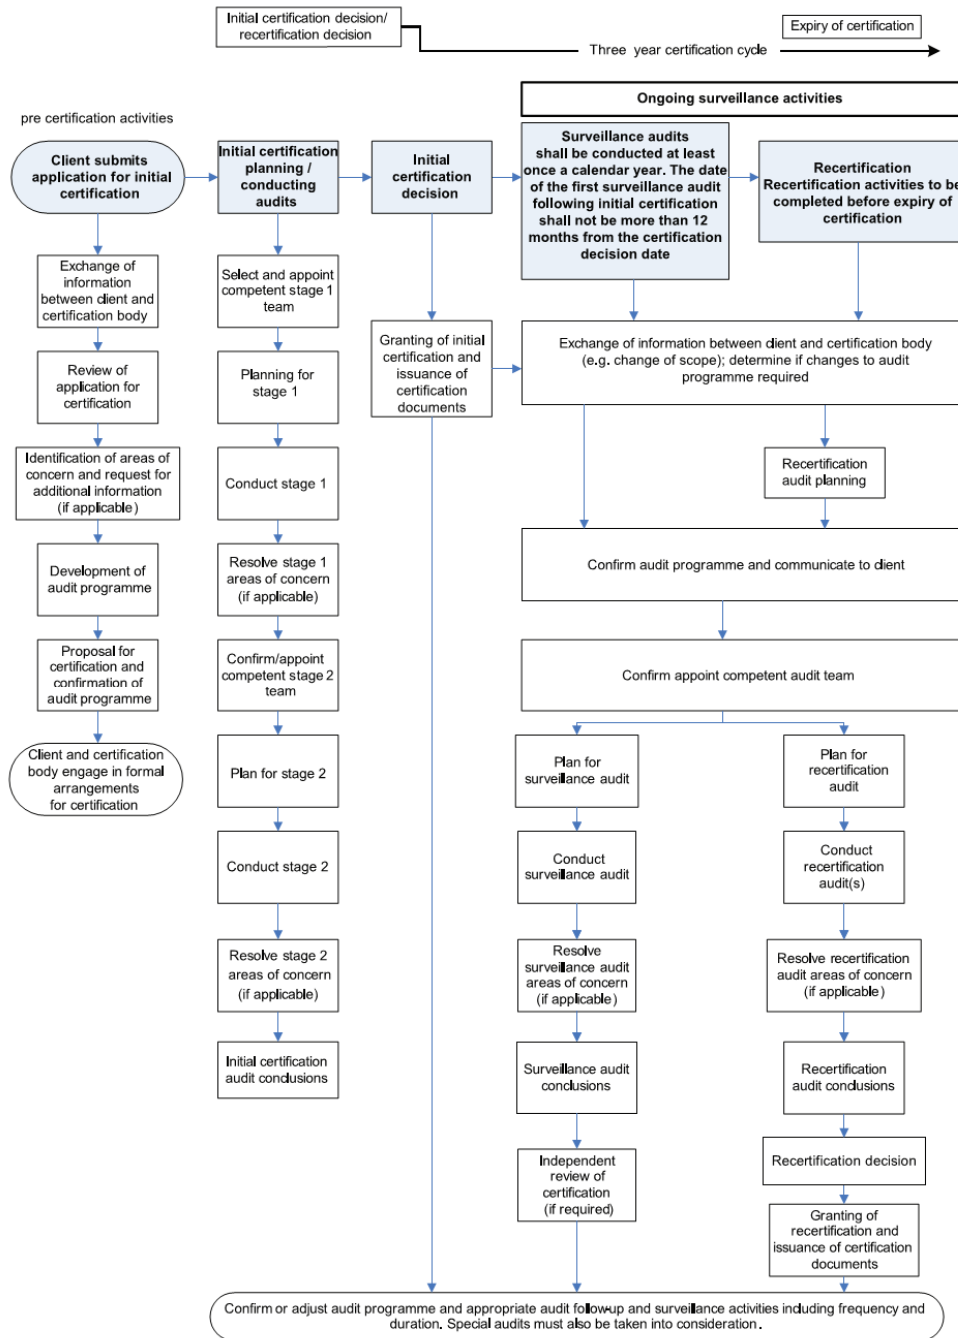 Initial certification decision/
recertification decision
Expiry of certification
Three year certification cycle
Ongoing surveillance activities
pre certification activities
Client submits
application for initial
certification
Initial certification
planning /
conducting
audits
Initial
certification
decision
Surveillance audits
shall be conducted at least
once a calendar year. The date
of the first surveillance audit
following initial certification
shall not be more than 12
months from the certification
decision date
Recertification
Recertification activities to be
completed before expiry of
certification
Exchange of
information
between client and
certification body
Review of
application for
certification
Identification of areas of
concern and request for
additional information
(if applicable)
Development of
audit programme
Proposal for
certification and
confirmation of
audit programme
Client and certification
body engage in formal
arrangements
for certification
Select and appoint
competent stage 1
team
Planning for
stage 1
Conduct stage 1
Resolve stage 1
areas of concern
(if applicable)
Confirm/appoint
competent stage 2
team
Plan for stage 2
Conduct stage 2
Resolve stage 2
areas of concern
(if applicable)
Initial certification
audit conclusions
Granting of initial
certification and
issuance of
certification
documents
Exchange of information between client and certification body
(e.g. change of scope); determine if changes to audit
programme required
Recertification
audit planning
Confirm audit programme and communicate to client
Confirm appoint competent audit team
Plan for
surveillance audit
Conduct
surveillance audit
Resolve
surveillance audit
areas of concern
(if applicable)
Surveillance audit
conclusions
Independent
review of
certification
(if required)
Plan for
recertification
audit
Conduct
recertification
audit(s)
Resolve recertification
audit areas of concern
(if applicable)
Recertification
audit conclusions
Recertification decision
Granting of
recertification and
issuance of certification
documents
Confirm or adjust audit programme and appropriate audit follow-up and surveillance activities including frequency and
duration. Special audits must also be taken into consideration.